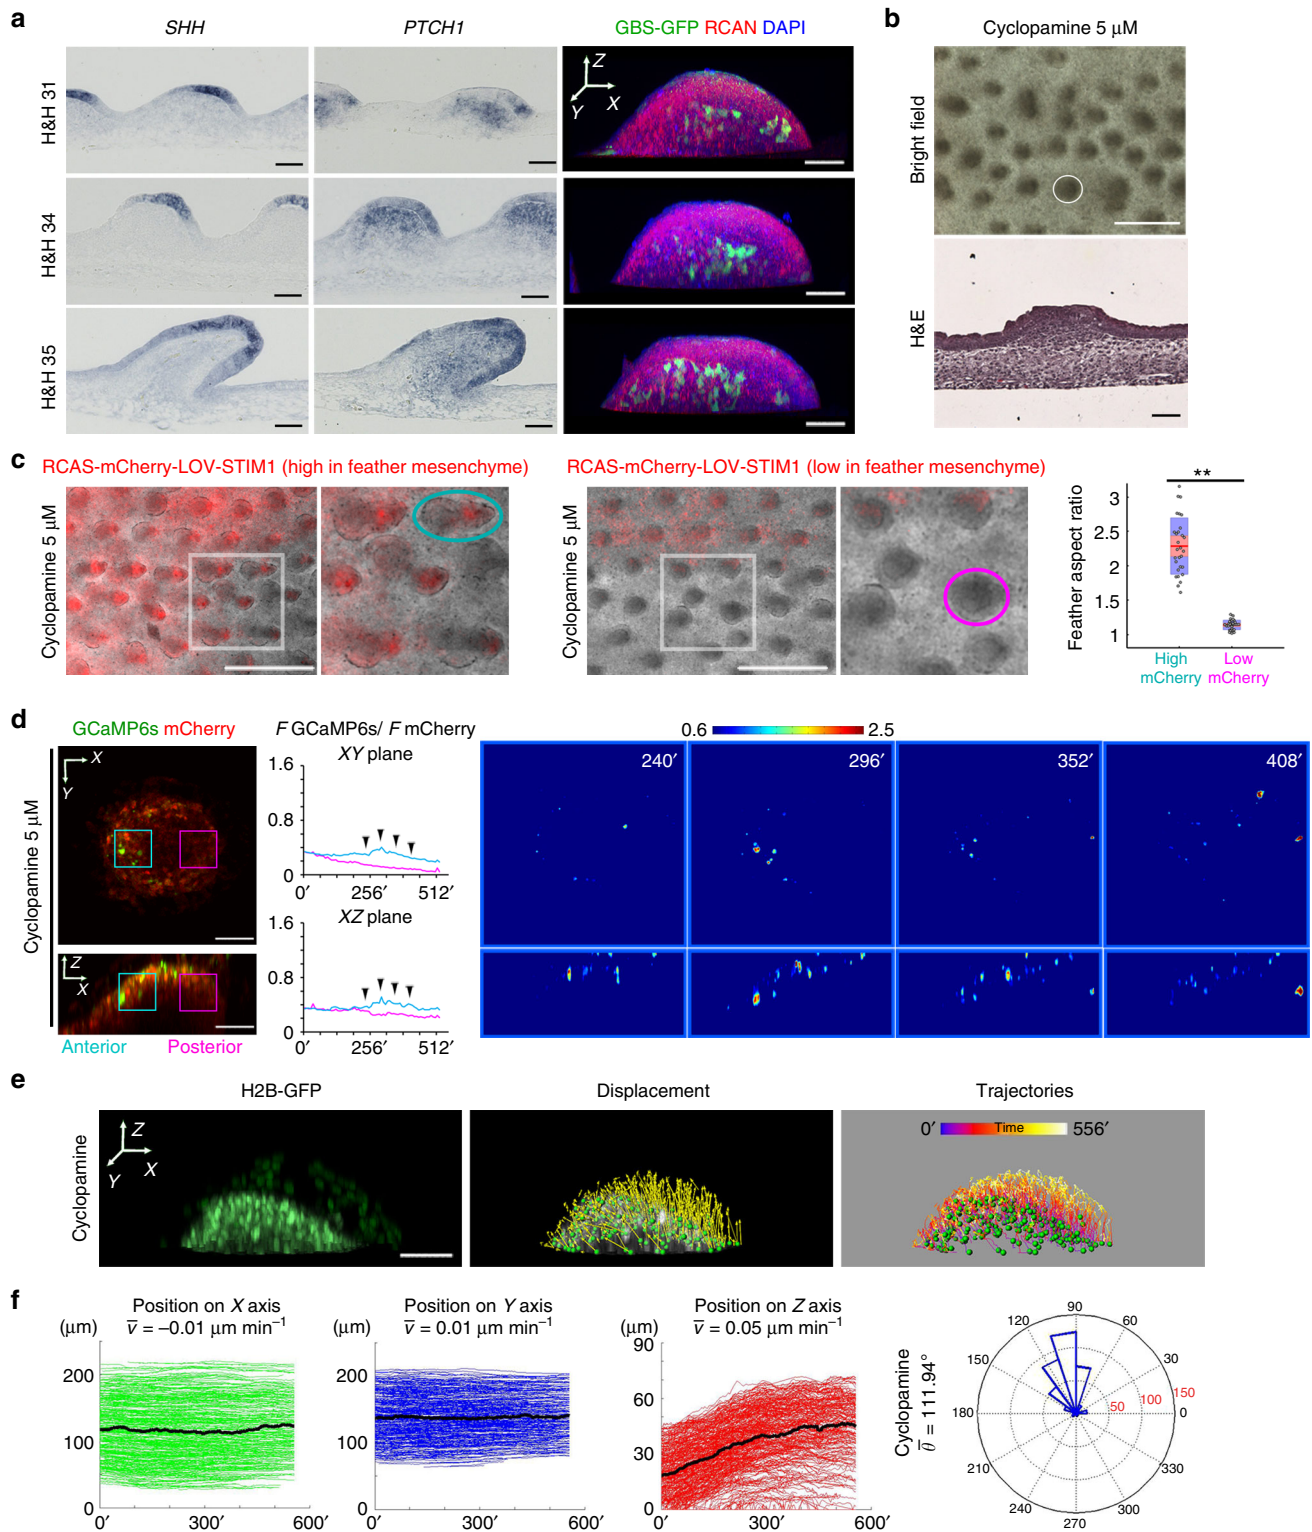 a
SHH
PTCH1
GBS-GFP RCAN DAPI
H&H 31
H&H 34
H&H 35
Z
X
Y
b
Cyclopamine 5 μM
Bright field
H&E
c
RCAS-mCherry-LOV-STIM1 (high in feather mesenchyme)
Cyclopamine 5 μM
RCAS-mCherry-LOV-STIM1 (low in feather mesenchyme)
Cyclopamine 5 μM
Feather aspect ratio
**
3
2.5
2
1.5
1
High mCherry
Low mCherry
d
GCaMP6s mCherry
Cyclopamine 5 μM
X
Y
Z
X
Anterior
Posterior
F GCaMP6s/ F mCherry
XY plane
1.6
0.8
0
0′
256′
512′
XZ plane
1.6
0.8
0
0′
256′
512′
0.6
2.5
240′
296′
352′
408′
e
H2B-GFP
Displacement
Trajectories
Cyclopamine
Z
X
Y
0′
Time
556′
f
Position on X axis
v̅ = –0.01 μm min⁻¹
(μm)
200
100
0
0′
300′
600′
Position on Y axis
v̅ = 0.01 μm min⁻¹
(μm)
200
100
0
0′
300′
600′
Position on Z axis
v̅ = 0.05 μm min⁻¹
(μm)
90
60
30
0
0′
300′
600′
Cyclopamine
θ̅ = 111.94°
90
60
30
0
330
300
270
240
210
180
150
120
50
100
150